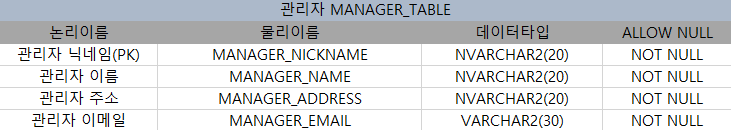 관리자 MANAGER_TABLE
논리이름 물리이름 데이터타입 ALLOW NULL
관리자 닉네임(PK) MANAGER_NICKNAME NVARCHAR2(20) NOT NULL
관리자 이름 MANAGER_NAME NVARCHAR2(20) NOT NULL
관리자 주소 MANAGER_ADDRESS NVARCHAR2(20) NOT NULL
관리자 이메일 MANAGER_EMAIL VARCHAR2(30) NOT NULL